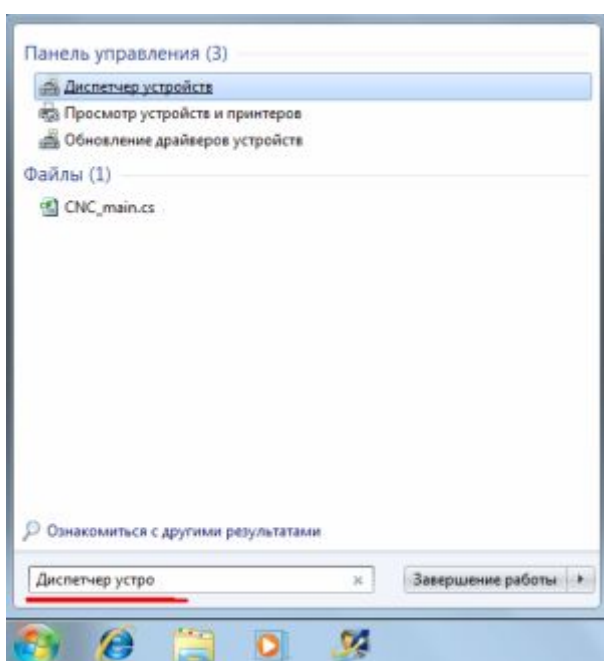 Панель управления (3)
Диспетчер устройств
Просмотр устройств и принтеров
Обновление драйверов устройств
Файлы (1)
CNC_main.cs
Ознакомиться с другими результатами
Диспетчер устро
Завершение работы